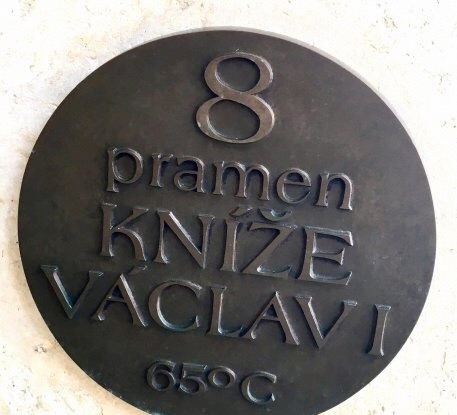 8
pramen
KNÍŽE
VÁCLAV I
65°C